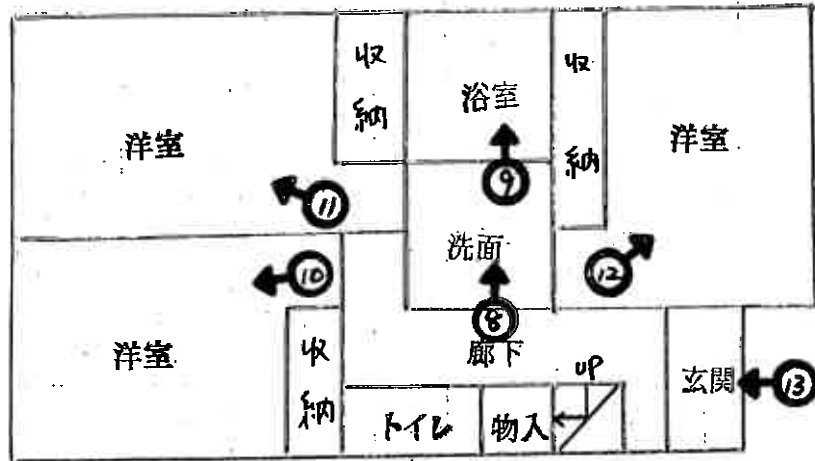 収納
浴室
収納
洋室
洋室
⑨
⑪
洗面
⑫
⑩
⑧
洋室
収納
廊下
UP
玄関
⑬
トイレ
物入